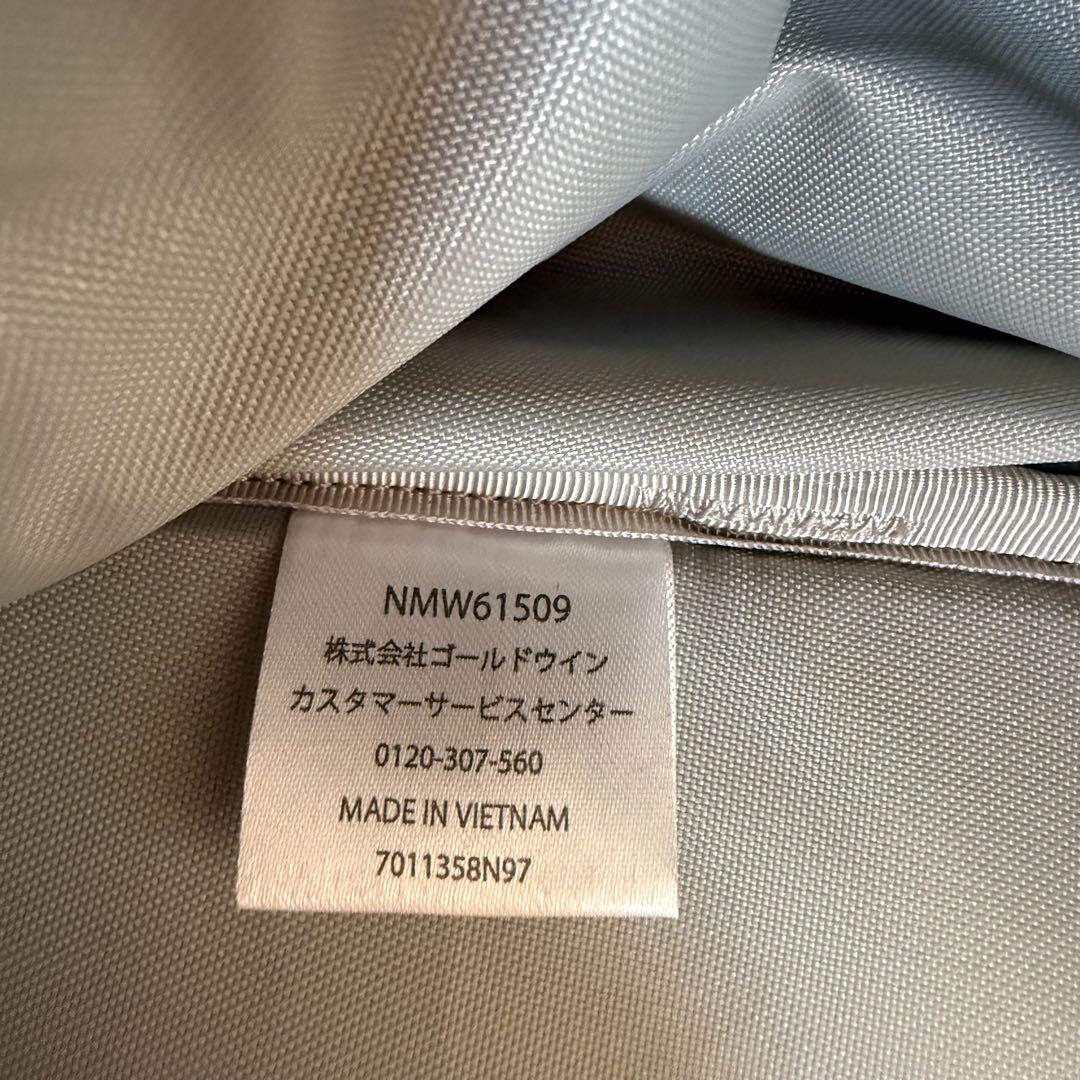 NMW61509
株式会社ゴールドウイン
カスタマーサービスセンター
0120-307-560
MADE IN VIETNAM
7011358N97